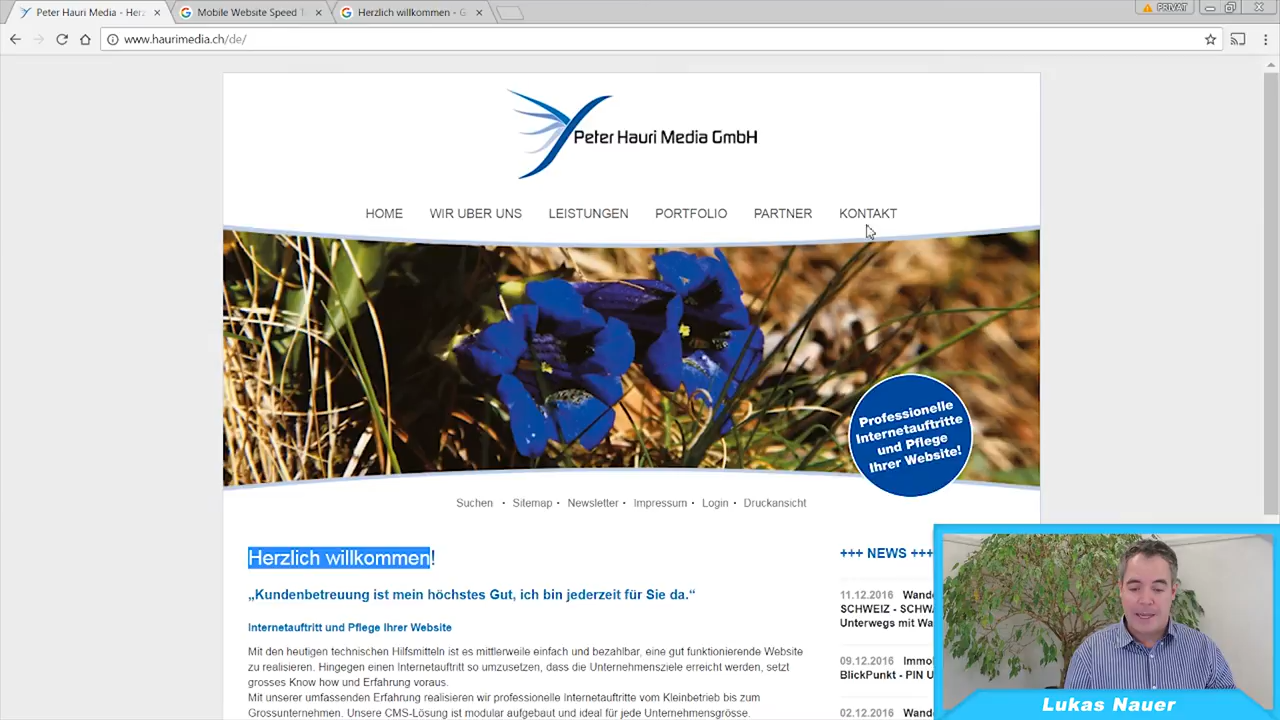 Peter Hauri Media - Her
Mobile Website Speed
Herzlich willkommen - G
PRIVAT
www.haurimedia.ch/de/
Peter Hauri Media GmbH
HOME WIR UBER UNS LEISTUNGEN PORTFOLIO PARTNER KONTAKT
Professionelle
Internetauftritte
und Pflege
Ihrer Website!
Suchen · Sitemap · Newsletter · Impressum · Login · Druckansicht
Herzlich willkommen!
„Kundenbetreuung ist mein höchstes Gut, ich bin jederzeit für Sie da.“
Internetauftritt und Pflege Ihrer Website
Mit den heutigen technischen Hilfsmitteln ist es mittlerweile einfach und bezahlbar, eine gut funktionierende Website
zu realisieren. Hingegen einen Internetauftritt so umzusetzen, dass die Unternehmensziele erreicht werden, setzt
grosses Know how und Erfahrung voraus.
Mit unserer umfassenden Erfahrung realisieren wir professionelle Internetauftritte vom Kleinbetrieb bis zum
Grossunternehmen. Unsere CMS-Lösung ist modular aufgebaut und ideal für jede Unternehmensgrösse.
+++ NEWS +++
11.12.2016 Wand
SCHWEIZ - SCHW
Unterwegs mit Wa
09.12.2016 Immo
BlickPunkt - PIN U
02.12.2016 Wand
Lukas Nauer